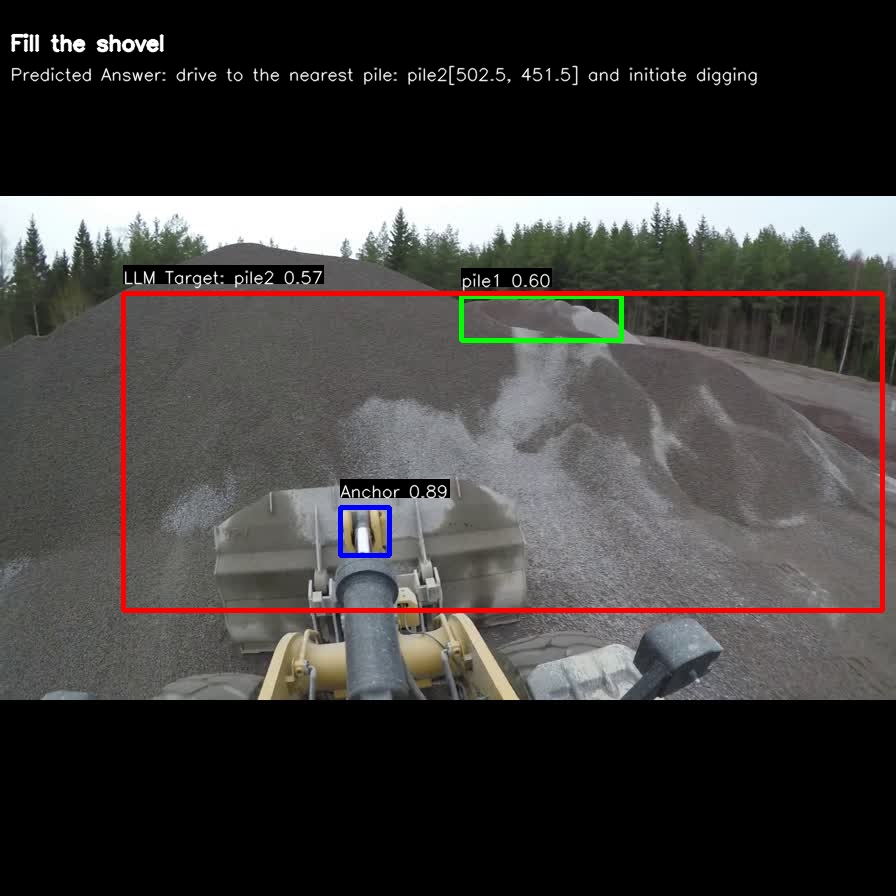 Fill the shovel
Predicted Answer: drive to the nearest pile: pile2[502.5, 451.5] and initiate digging
LLM Target: pile2 0.57
pile1 0.60
Anchor 0.89